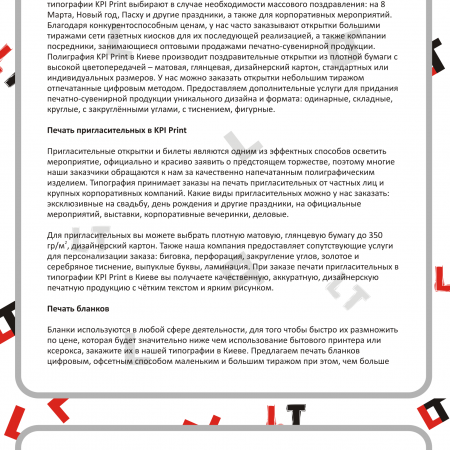 типографии KPI Print выбирают в случае необходимости массового поздравления: на 8
Марта, Новый год, Пасху и другие праздники, а также для корпоративных мероприятий.
Благодаря конкурентоспособным ценам, у нас часто заказывают открытки большими
тиражами сети газетных киосков для их последующей реализации, а также компании
посредники, занимающиеся оптовыми продажами печатно-сувенирной продукции.
Полиграфия KPI Print в Киеве производит поздравительные открытки из плотной бумаги с
высокой цветопередачей – матовая, глянцевая, дизайнерский картон, стандартных или
индивидуальных размеров. У нас можно заказать открытки небольшим тиражом
отпечатанные цифровым методом. Предоставляем дополнительные услуги для придания
печатно-сувенирной продукции уникального дизайна и формата: одинарные, складные,
круглые, с закруглёнными углами, с тиснением, фигурные.
Печать пригласительных в KPI Print
Пригласительные открытки и билеты являются одним из эффектных способов осветить
мероприятие, официально и красиво заявить о предстоящем торжестве, поэтому многие
наши заказчики обращаются к нам за качественно напечатанным полиграфическим
изделием. Типография принимает заказы на печать пригласительных от частных лиц и
крупных корпоративных компаний. Какие виды пригласительных можно у нас заказать:
эксклюзивные на свадьбу, день рождения и другие праздники, на официальные
мероприятий, выставки, корпоративные вечеринки, деловые.
Для пригласительных вы можете выбрать плотную матовую, глянцевую бумагу до 350
гр/м², дизайнерский картон. Также наша компания предоставляет сопутствующие услуги
для персонализации заказа: биговка, перфорация, закругление углов, золотое и
серебряное тиснение, выпуклые буквы, ламинация. При заказе печати пригласительных в
типографии KPI Print в Киеве вы получаете качественную, аккуратную, дизайнерскую
печатную продукцию с чётким текстом и ярким рисунком.
Печать бланков
Бланки используются в любой сфере деятельности, для того чтобы быстро их размножить
по цене, которая будет значительно ниже чем использование бытового принтера или
ксерокса, закажите их в нашей типографии в Киеве. Предлагаем печать бланков
цифровым, офсетным способом маленьким и большим тиражом при этом, чем больше
LT